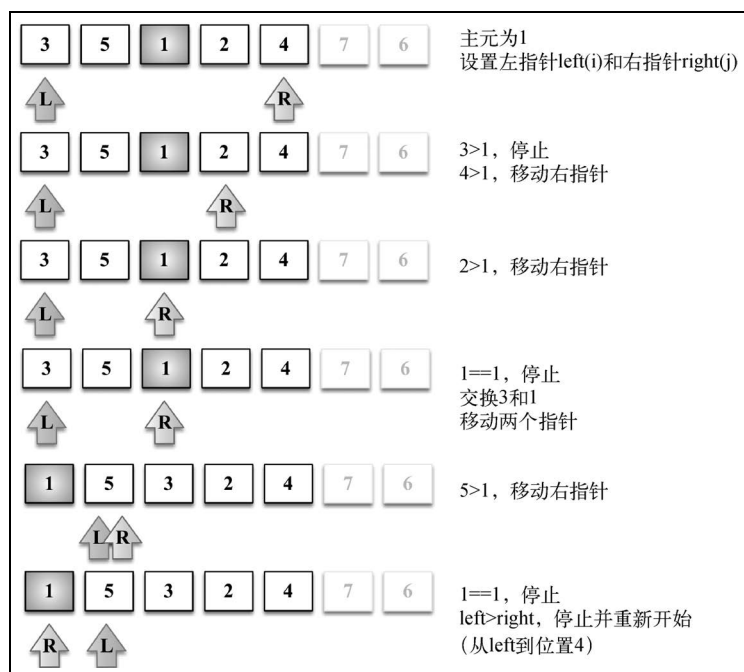 3 5 1 2 4 7 6
主元为1
设置左指针left(i)和右指针right(j)
L R
3 5 1 2 4 7 6
3>1，停止
4>1，移动右指针
L R
3 5 1 2 4 7 6
2>1，移动右指针
L R
3 5 1 2 4 7 6
1==1，停止
交换3和1
移动两个指针
L R
1 5 3 2 4 7 6
5>1，移动右指针
L R
1 5 3 2 4 7 6
1==1，停止
left>right，停止并重新开始
（从left到位置4）
R L